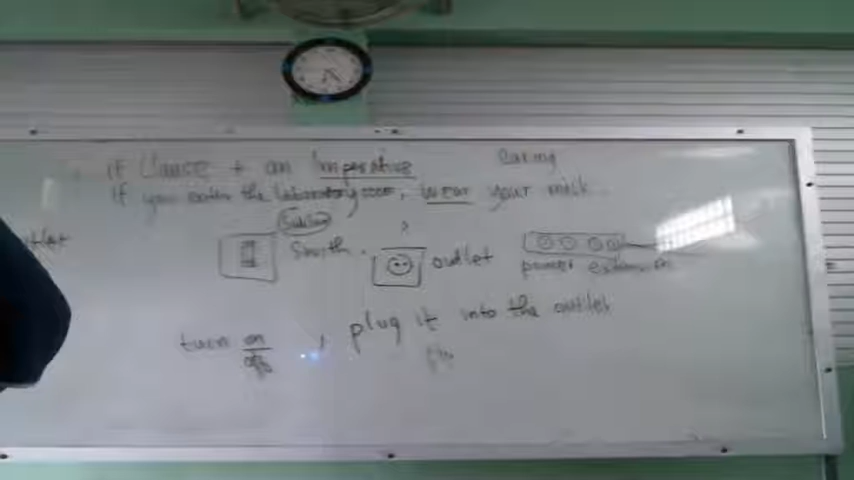 If Clause + an Imperative
caring
If you enter the laboratory room, wear your mask.
switch.
outlet
power extension
turn on
off
, plug it into the outlet